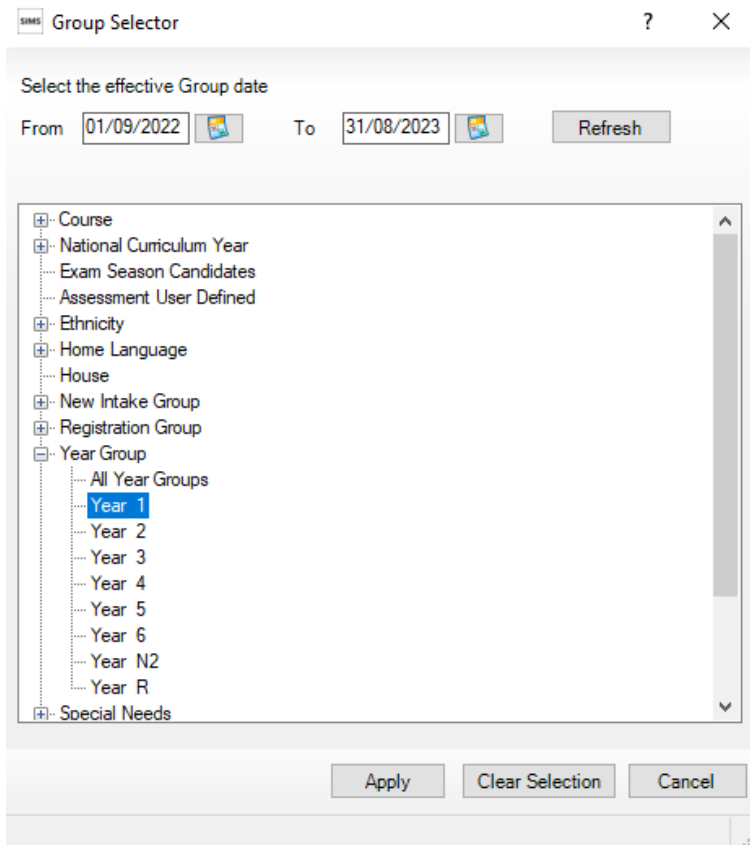 SIMS Group Selector ? ×
Select the effective Group date
From 01/09/2022 To 31/08/2023 Refresh
Course
National Curriculum Year
Exam Season Candidates
Assessment User Defined
Ethnicity
Home Language
House
New Intake Group
Registration Group
Year Group
All Year Groups
Year 1
Year 2
Year 3
Year 4
Year 5
Year 6
Year N2
Year R
Special Needs
Apply Clear Selection Cancel